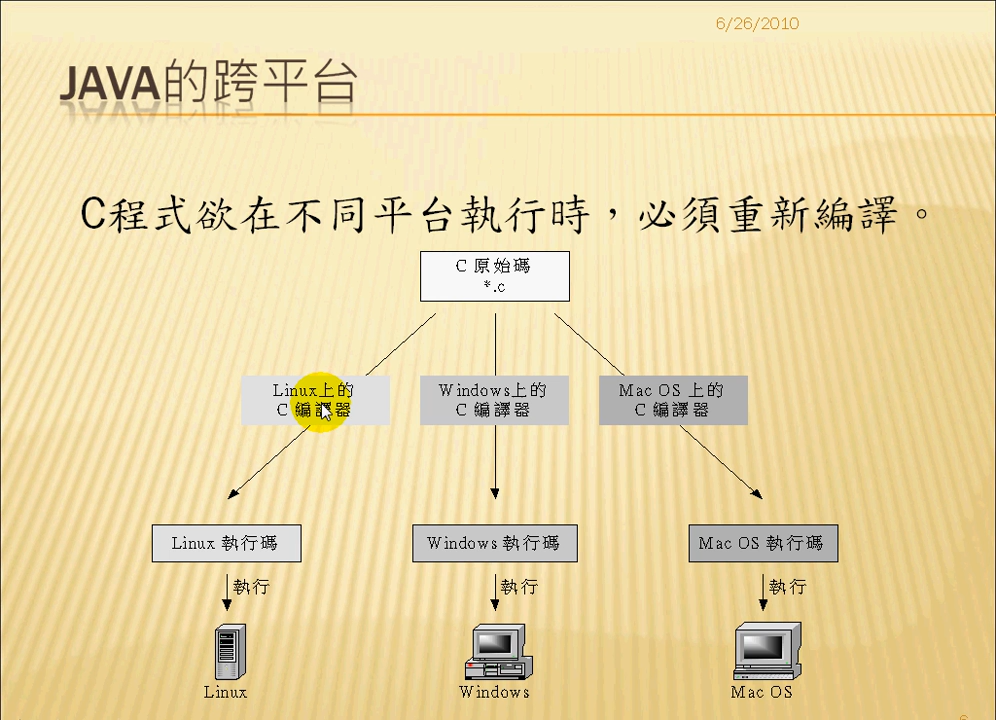 6/26/2010
JAVA的跨平台
C程式欲在不同平台執行時，必須重新編譯。
C 原始碼
*.c
Linux上的
C 編譯器
Windows上的
C 編譯器
Mac OS 上的
C 編譯器
Linux 執行碼
Windows 執行碼
Mac OS 執行碼
執行
執行
執行
Linux
Windows
Mac OS